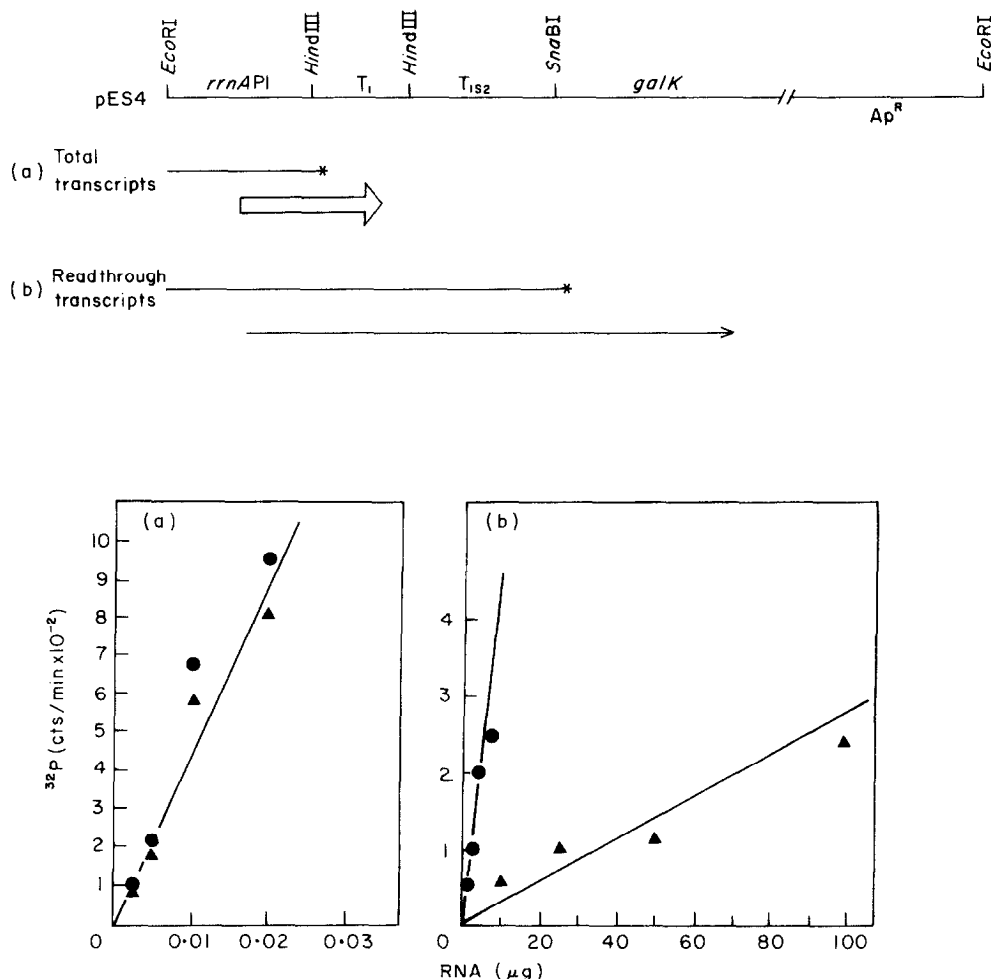 EcoRI HindIII HindIII SnaBI EcoRI
rrnAPI T₁ T₁S2 galK
pES4
Apᴿ
(a) Total transcripts
(b) Readthrough transcripts
(a) (b)
10
9
8
7
6
5
4
3
2
1
0 0·01 0·02 0·03
4
3
2
1
0 20 40 60 80 100
³²P (cts/min x10⁻²)
RNA (μg)